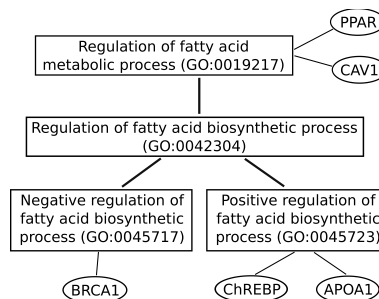 PPAR
Regulation of fatty acid
metabolic process (GO:0019217)
CAV1
Regulation of fatty acid biosynthetic process
(GO:0042304)
Negative regulation of
fatty acid biosynthetic
process (GO:0045717)
Positive regulation of
fatty acid biosynthetic
process (GO:0045723)
BRCA1
ChREBP
APOA1